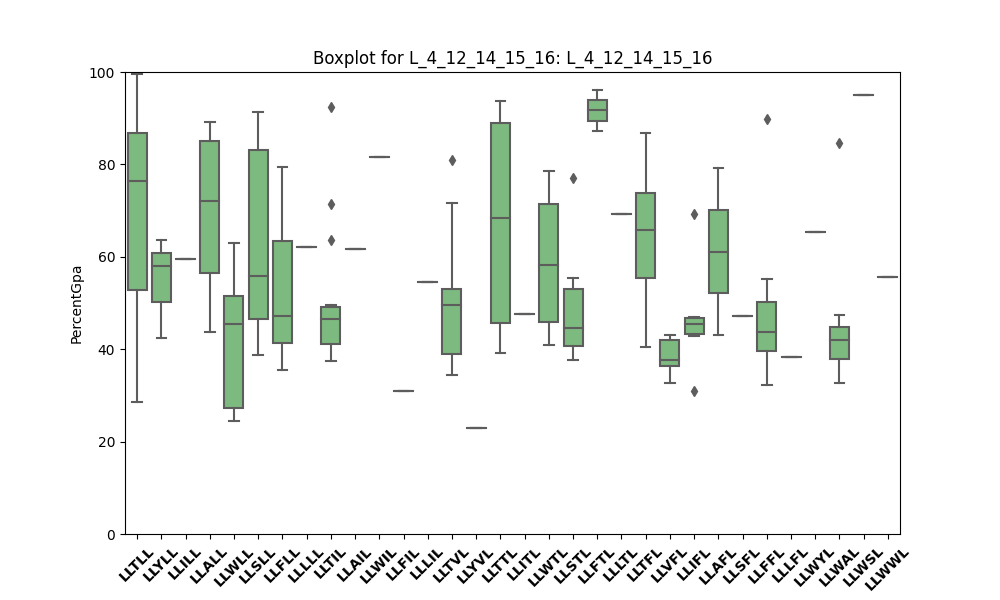 Boxplot for L_4_12_14_15_16: L_4_12_14_15_16
PercentGpa
100
80
60
40
20
0
LLTLL
LLYLL
LLILL
LLALL
LLWLL
LLSLL
LLFLL
LLLLL
LLTIL
LLAIL
LLWIL
LLFIL
LLLIL
LLTVL
LLYVL
LLTTL
LLITL
LLWTL
LLSTL
LLFTL
LLLTL
LLTFL
LLVFL
LLIFL
LLAFL
LLSFL
LLFFL
LLLFL
LLWYL
LLWAL
LLWSL
LLWWL